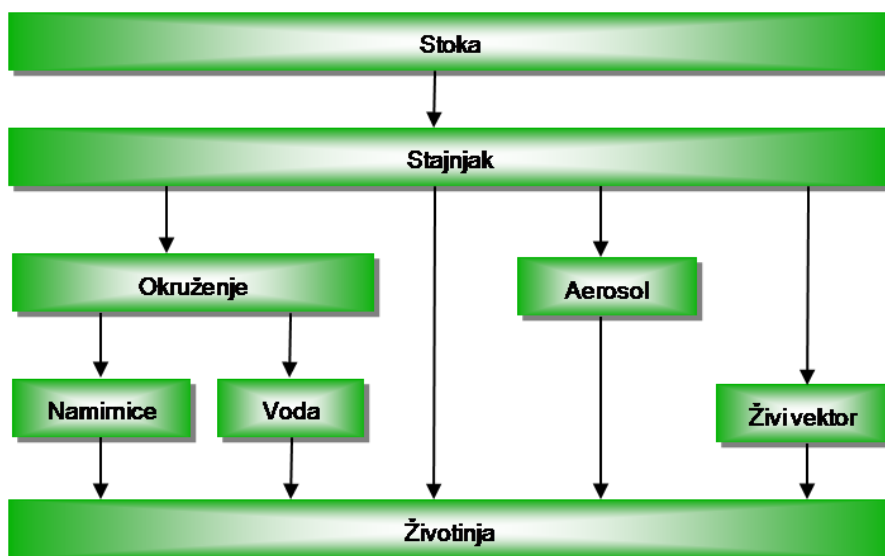 Stoka
Stajnjak
Okruženje
Aerosol
Namirnice
Voda
Živi vektor
Životinja